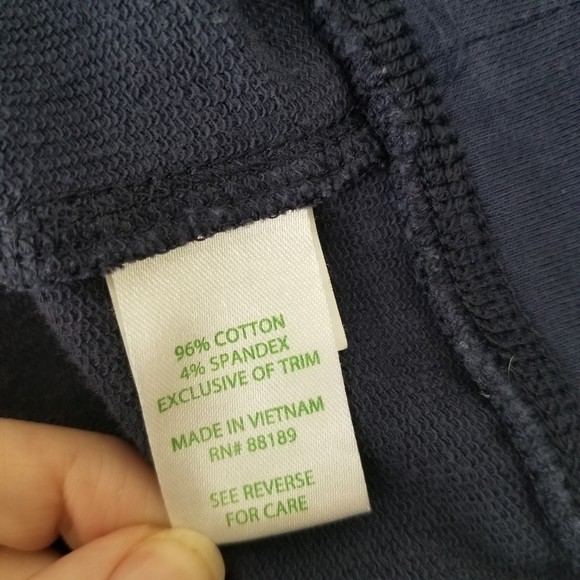 96% COTTON
4% SPANDEX
EXCLUSIVE OF TRIM
MADE IN VIETNAM
RN# 88189
SEE REVERSE
FOR CARE